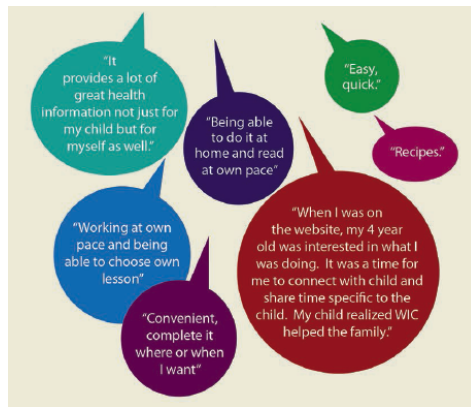 “It
provides a lot of
great health
information not just for
my child but for
myself as well.”
“Easy,
quick.”
“Being able
to do it at
home and read
at own pace”
“Recipes.”
“Working at own
pace and being
able to choose own
lesson”
“When I was on
the website, my 4 year
old was interested in what I
was doing.  It was a time for
me to connect with child and
share time specific to the
child.  My child realized WIC
helped the family.”
“Convenient,
complete it
where or when
I want”